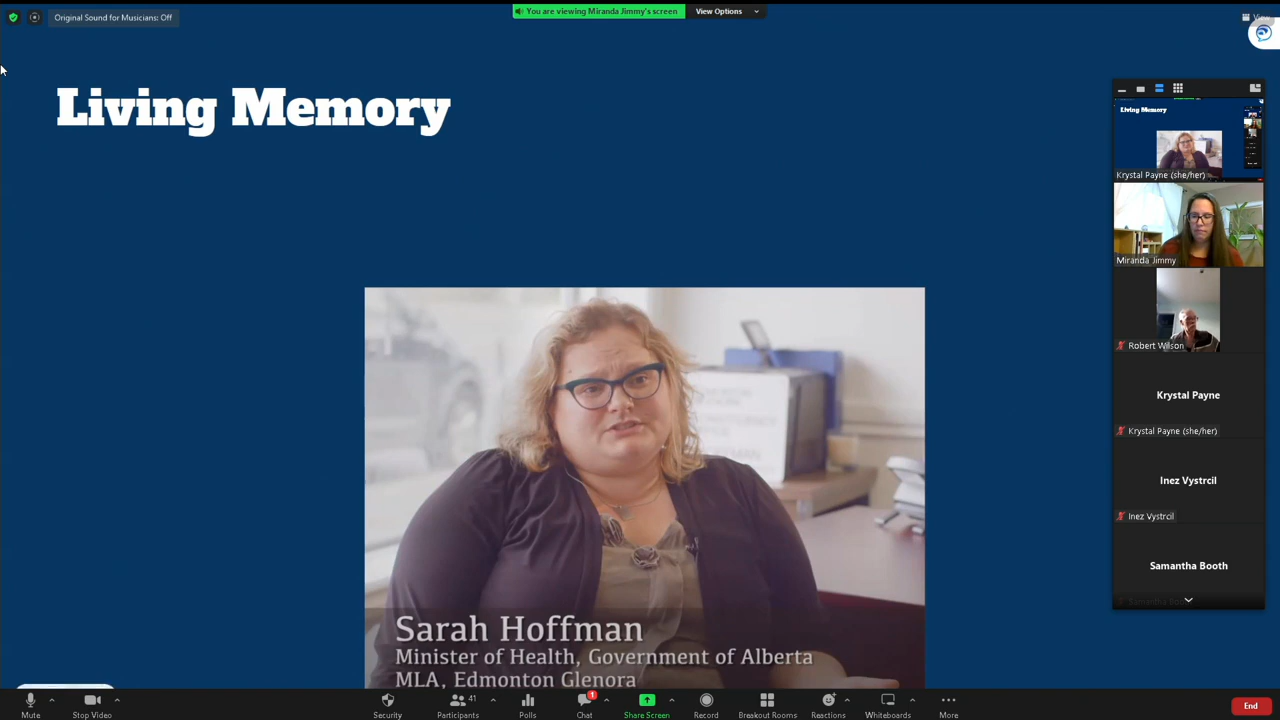 Original Sound for Musicians: Off
You are viewing Miranda Jimmy's screen
View Options
View
Living Memory
Living Memory
Krystal Payne (she/her)
Miranda Jimmy
Robert Wilson
Krystal Payne
Krystal Payne (she/her)
Inez Vystrcil
Inez Vystrcil
Samantha Booth
Sarah Hoffman
Minister of Health, Government of Alberta
MLA, Edmonton Glenora
Mute
Stop Video
Security
Participants
41
Polls
Chat
1
Share Screen
Record
Breakout Rooms
Reactions
Whiteboards
More
End